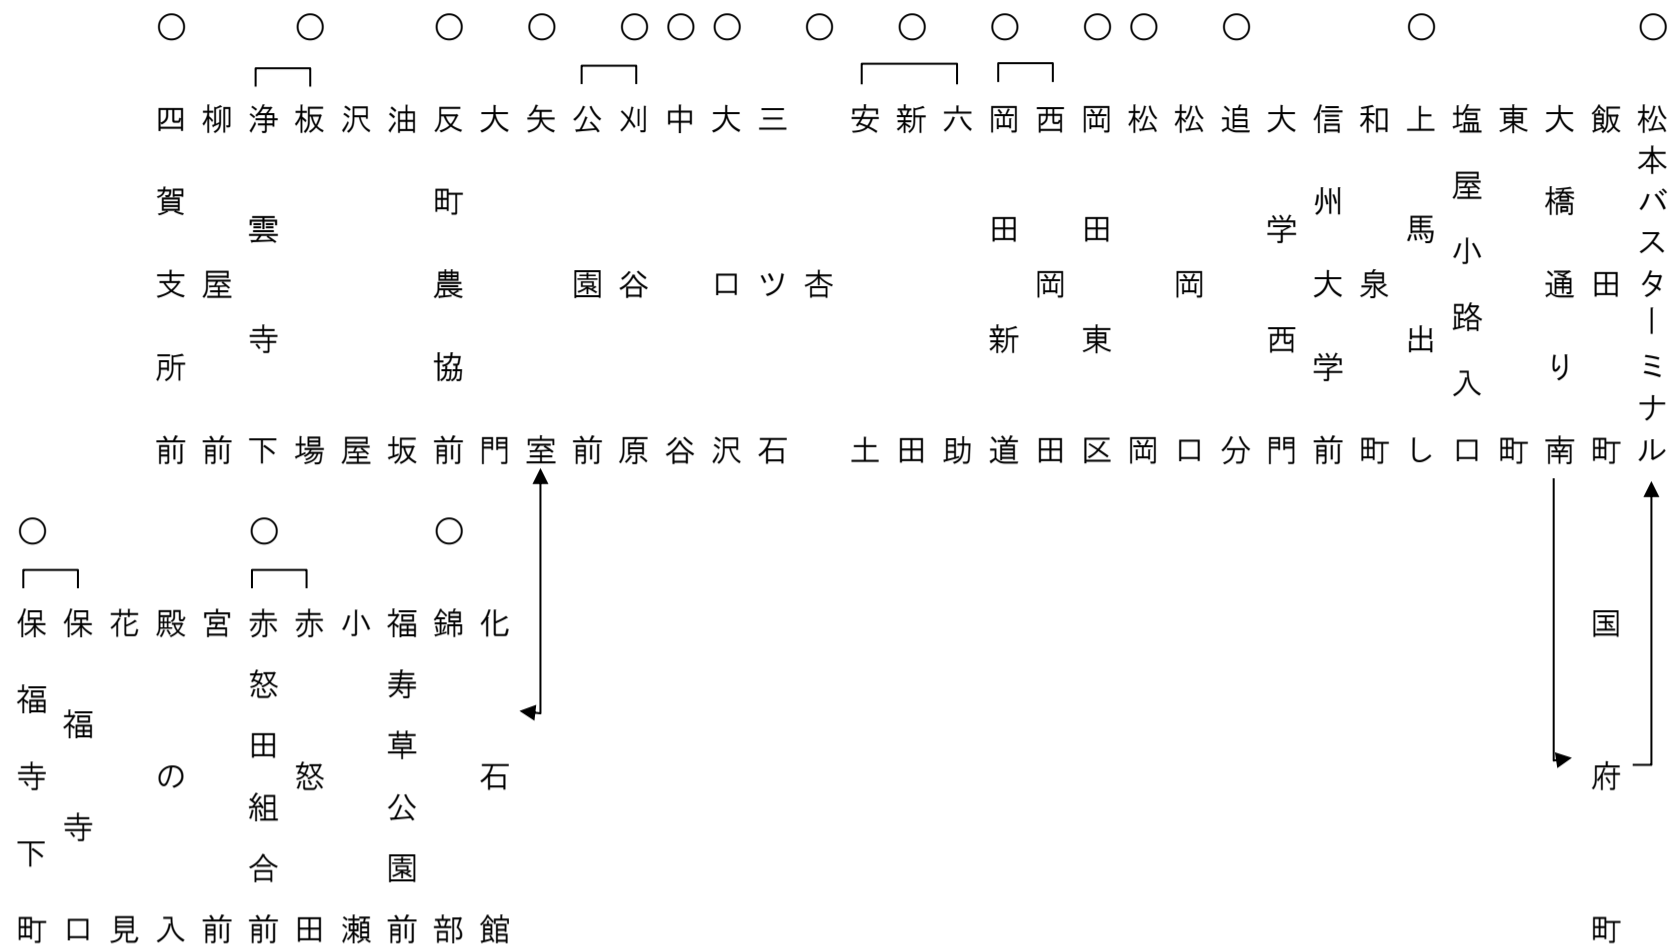 松本バスターミナル
飯田町
大橋通り南
東町
塩屋小路入口
上馬出し
和泉町
信州大学前
大学西門
追分
松岡口
松岡
岡田東区
西岡田
岡田新道
六助
新田
安土
杏
三ツ石
大口沢
中谷
刈谷原
公園前
矢室
大門
反町農協前
油坂
沢屋
板場
浄雲寺下
柳屋前
四賀支所前
国府町
化石館
錦部
福寿草公園前
小瀬
赤怒田
赤怒田組合前
宮前
殿の入
花見
保福寺口
保福寺下町